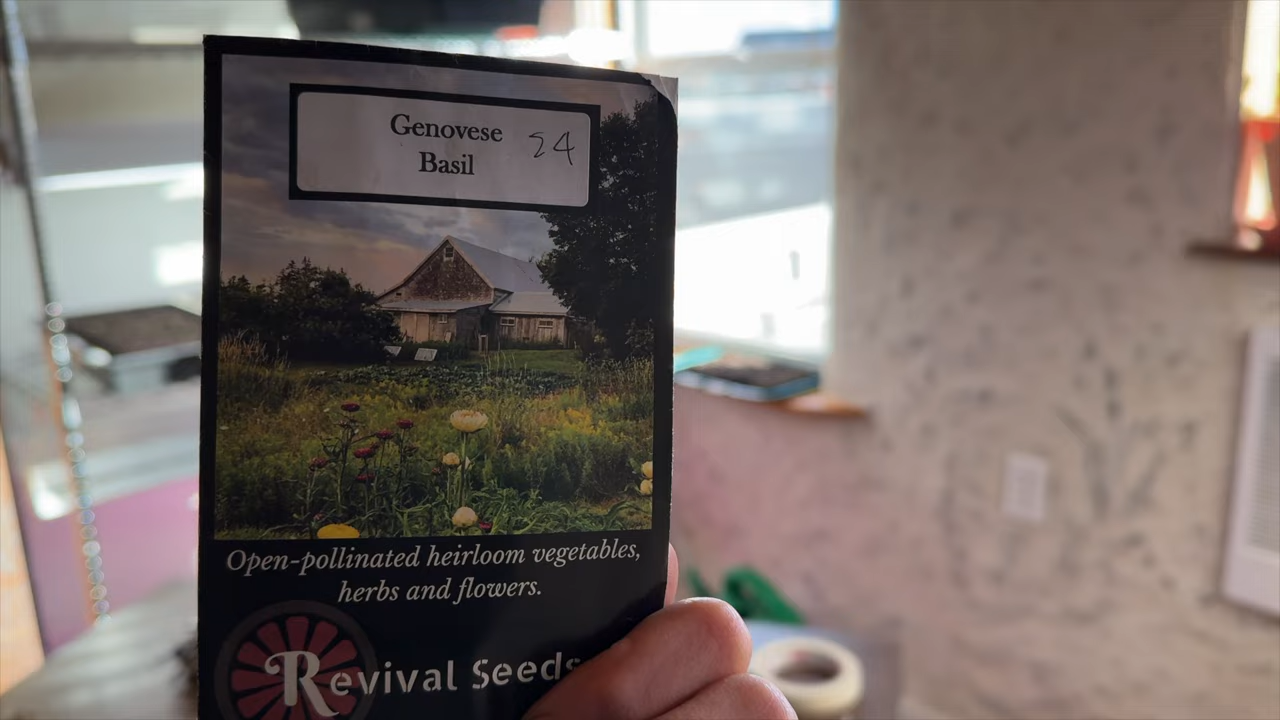 Genovese 24
Basil
Open-pollinated heirloom vegetables,
herbs and flowers.
Revival Seeds